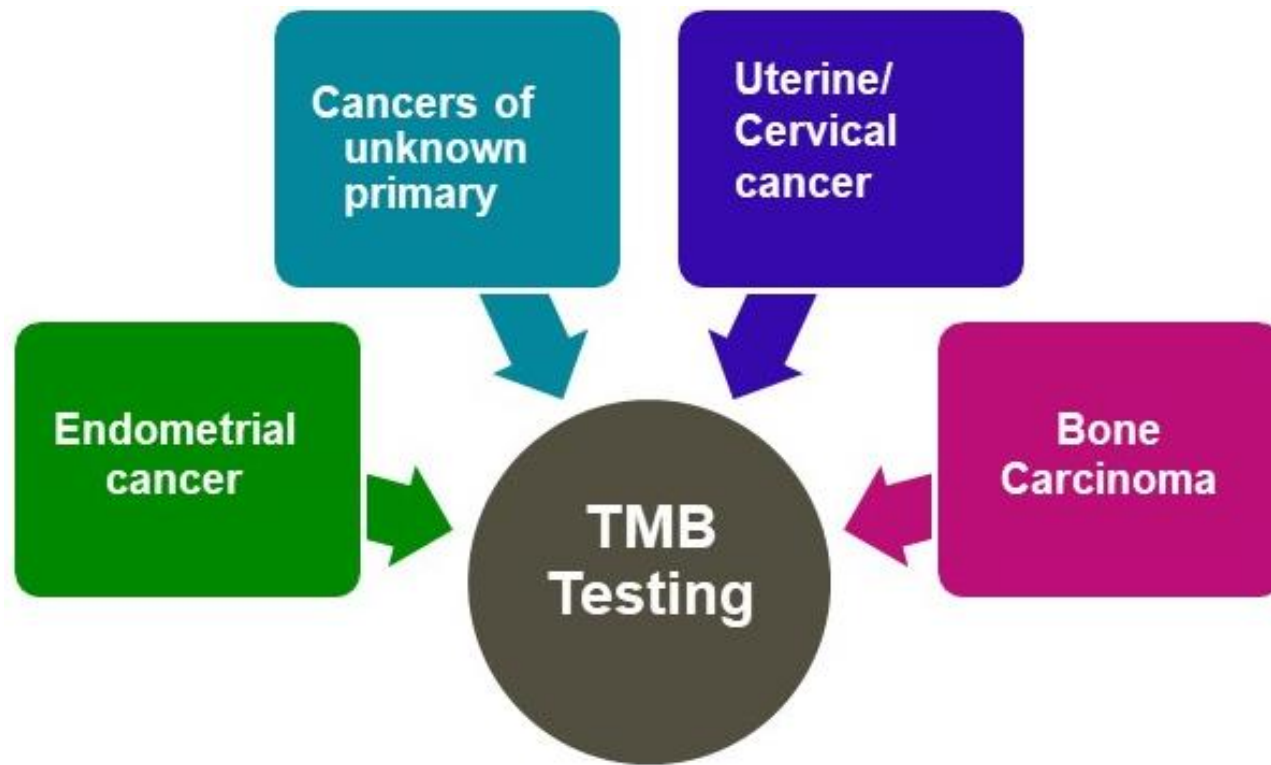 Cancers of
unknown
primary
Uterine/
Cervical
cancer
Endometrial
cancer
Bone
Carcinoma
TMB
Testing